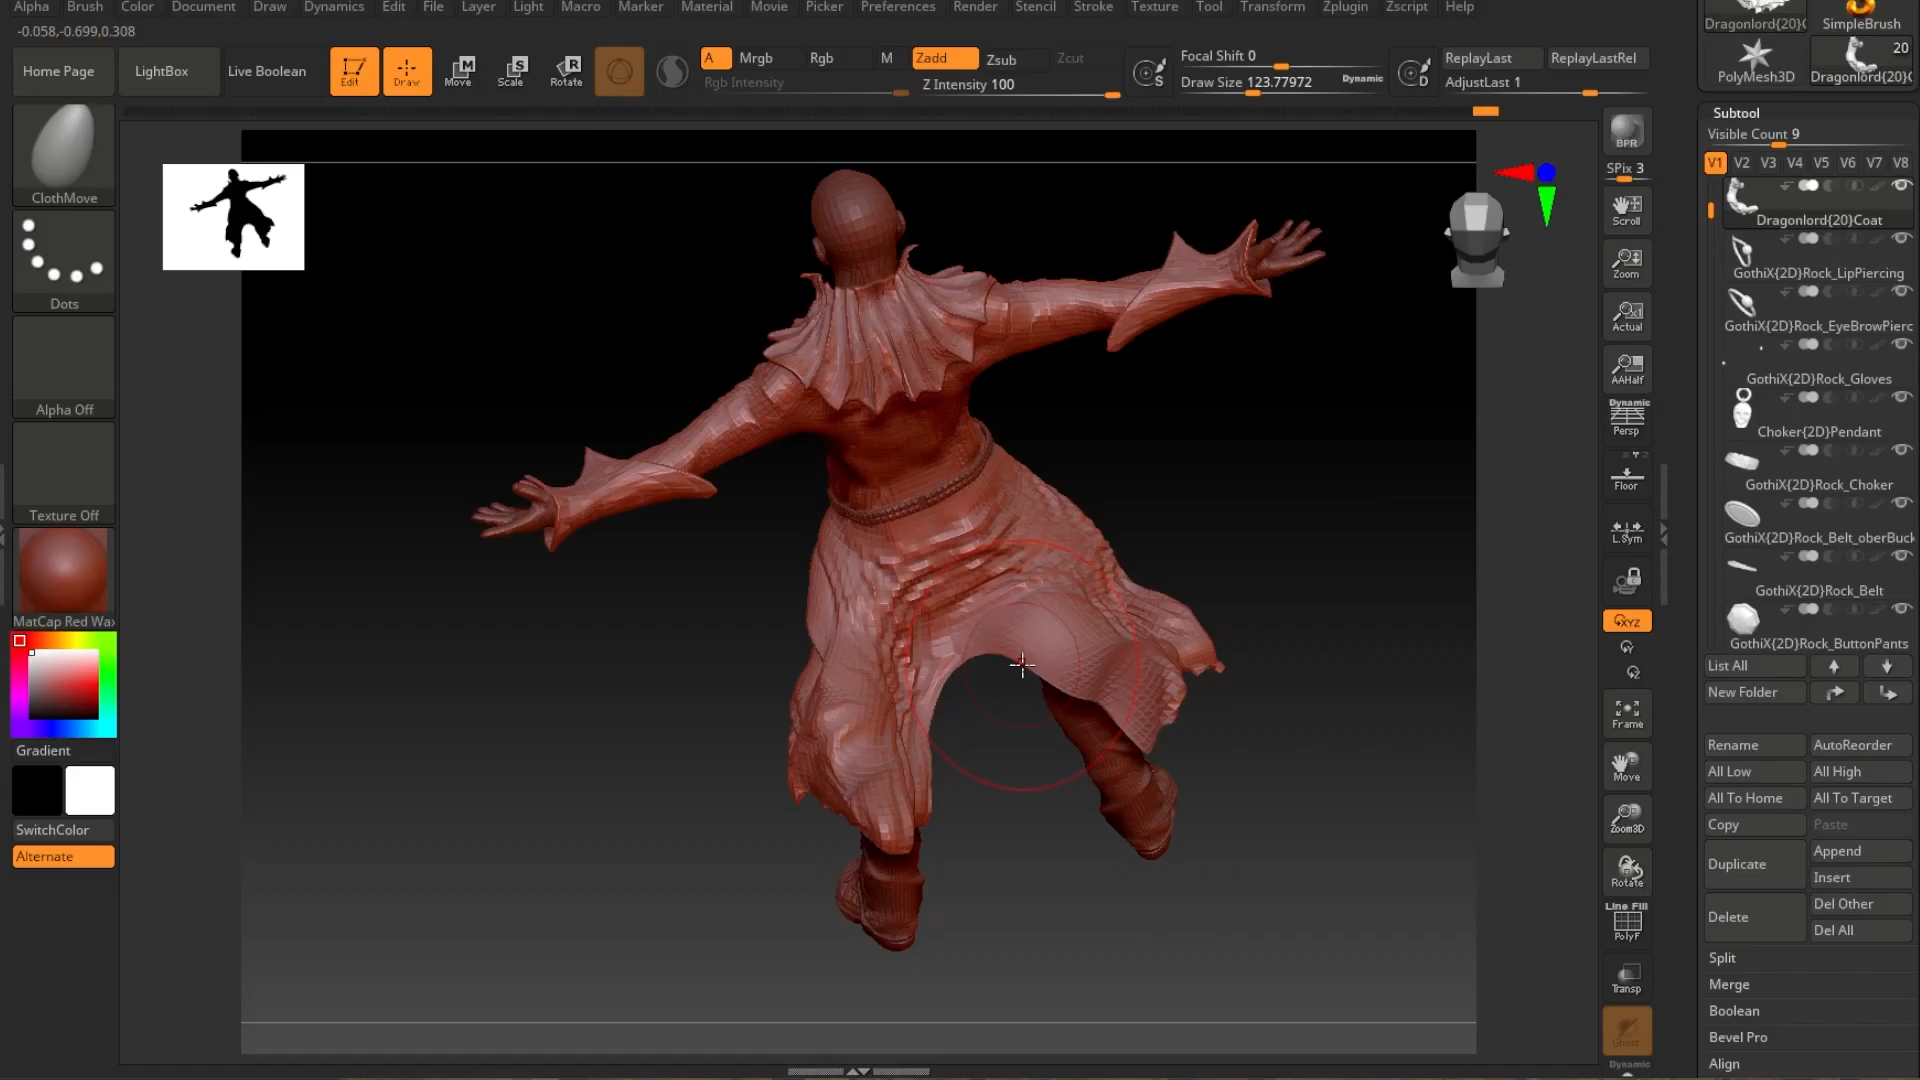 Alpha Brush Color Document Draw Dynamics Edit File Layer Light Macro Marker Material Movie Picker Preferences Render Stencil Stroke Texture Tool Transform Zplugin Zscript Help
-0.058,-0.699,0.308
Home Page
LightBox
Live Boolean
Edit
Draw
Move
Scale
Rotate
A
Mrgb
Rgb
M
Zadd
Zsub
Zcut
Rgb Intensity
Z Intensity 100
Focal Shift 0
Draw Size 123.77972
Dynamic
ReplayLast
ReplayLastRel
AdjustLast 1
ClothMove
Dots
Alpha Off
Texture Off
MatCap Red Wax
Gradient
SwitchColor
Alternate
BPR
SPix 3
Scroll
Zoom
Actual
AAHalf
Dynamic
Persp
Floor
L.Sym
XYZ
Frame
Move
Zoom3D
Rotate
Line Fill
PolyF
Transp
Ghost
Dynamic
Dragonlord{20}C
SimpleBrush
20
PolyMesh3D
Dragonlord{20}C
Subtool
Visible Count 9
V1 V2 V3 V4 V5 V6 V7 V8
Dragonlord{20}Coat
GothiX{2D}Rock_LipPiercing
GothiX{2D}Rock_EyeBrowPierc
GothiX{2D}Rock_Gloves
Choker{2D}Pendant
GothiX{2D}Rock_Choker
GothiX{2D}Rock_Belt_oberBuck
GothiX{2D}Rock_Belt
GothiX{2D}Rock_ButtonPants
List All
New Folder
Rename
AutoReorder
All Low
All High
All To Home
All To Target
Copy
Paste
Duplicate
Append
Insert
Delete
Del Other
Del All
Split
Merge
Boolean
Bevel Pro
Align